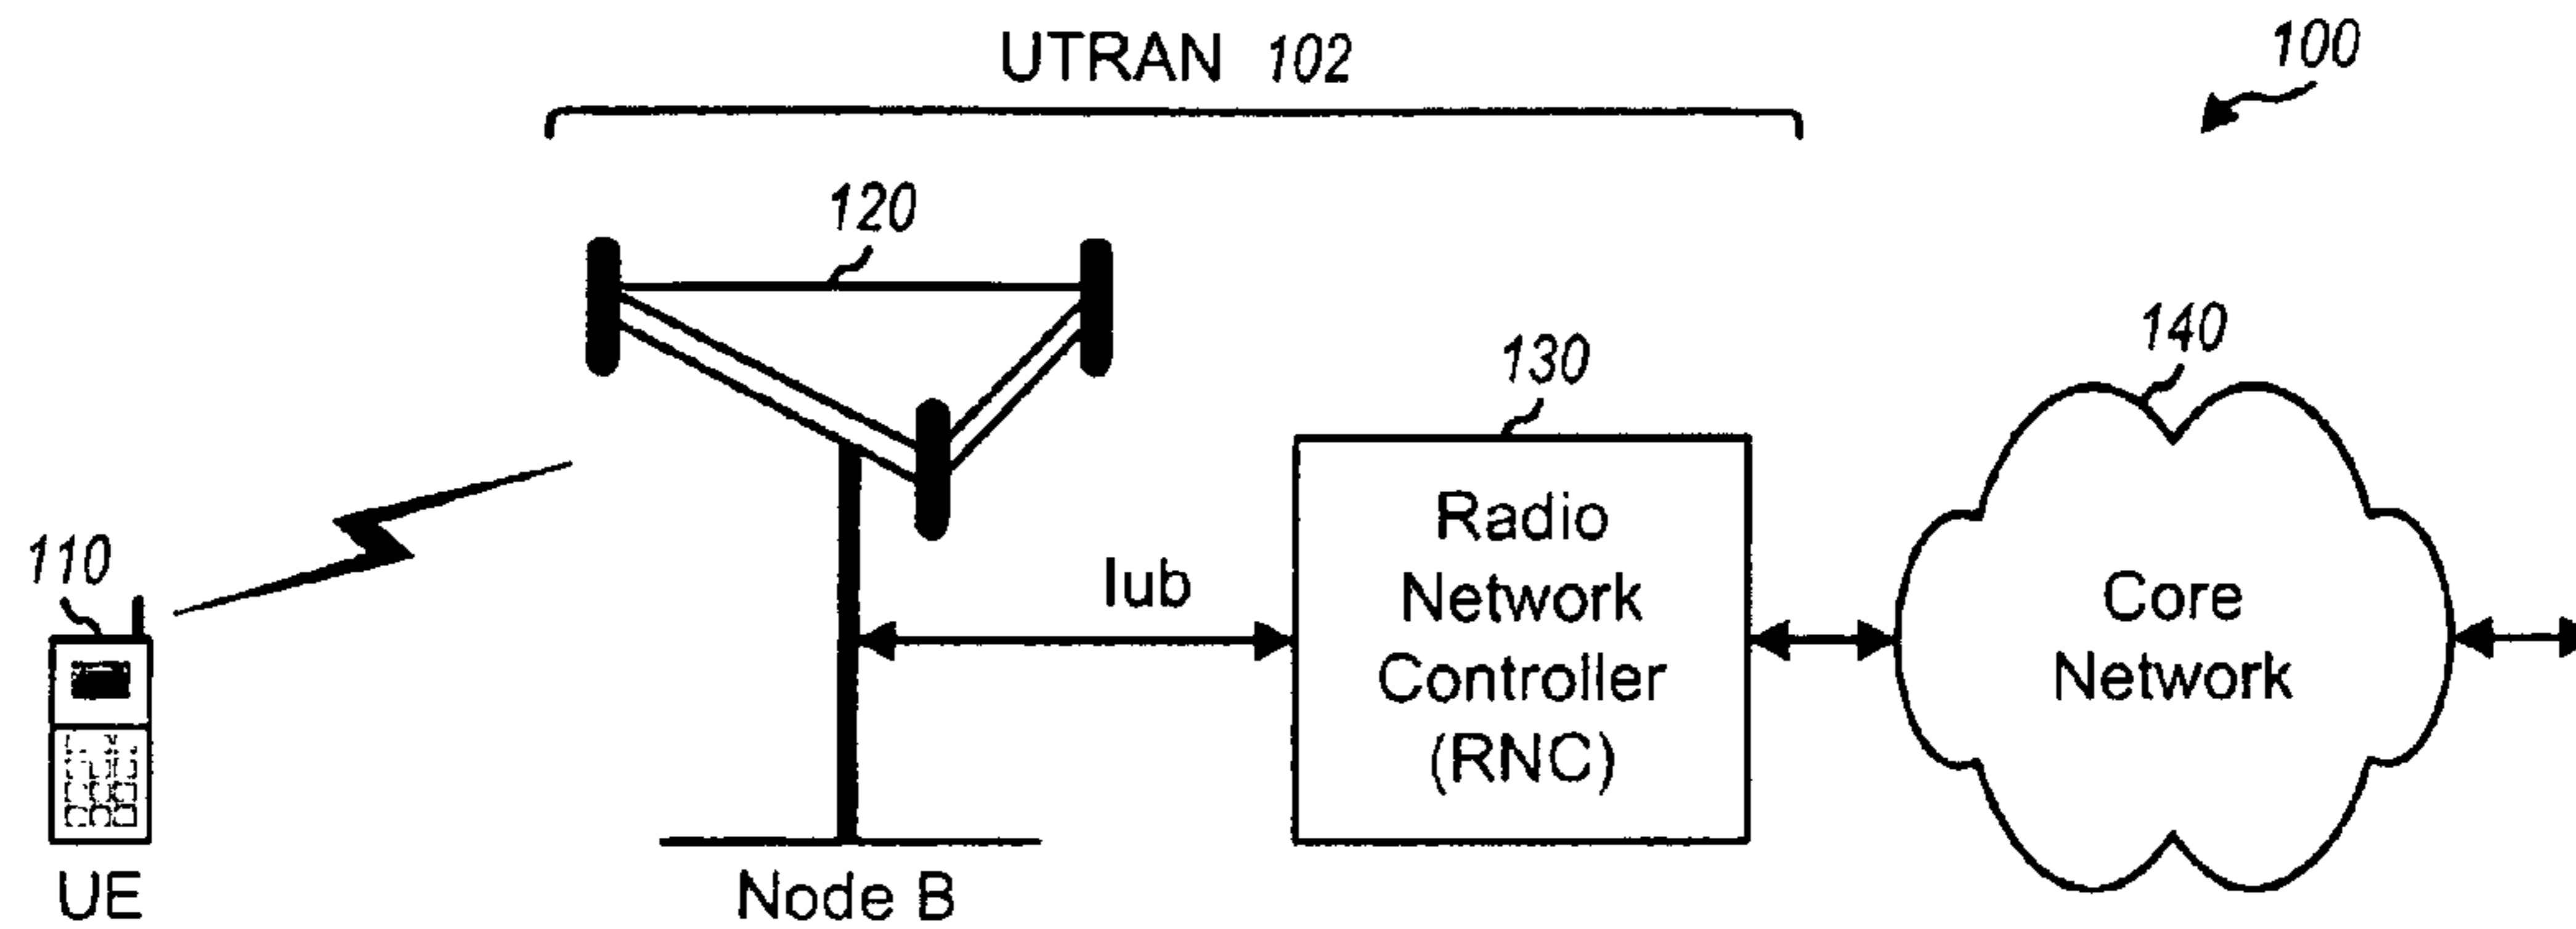 UTRAN 102
100
120
130
140
110
Iub
Radio
Network
Controller
(RNC)
Core
Network
UE
Node B